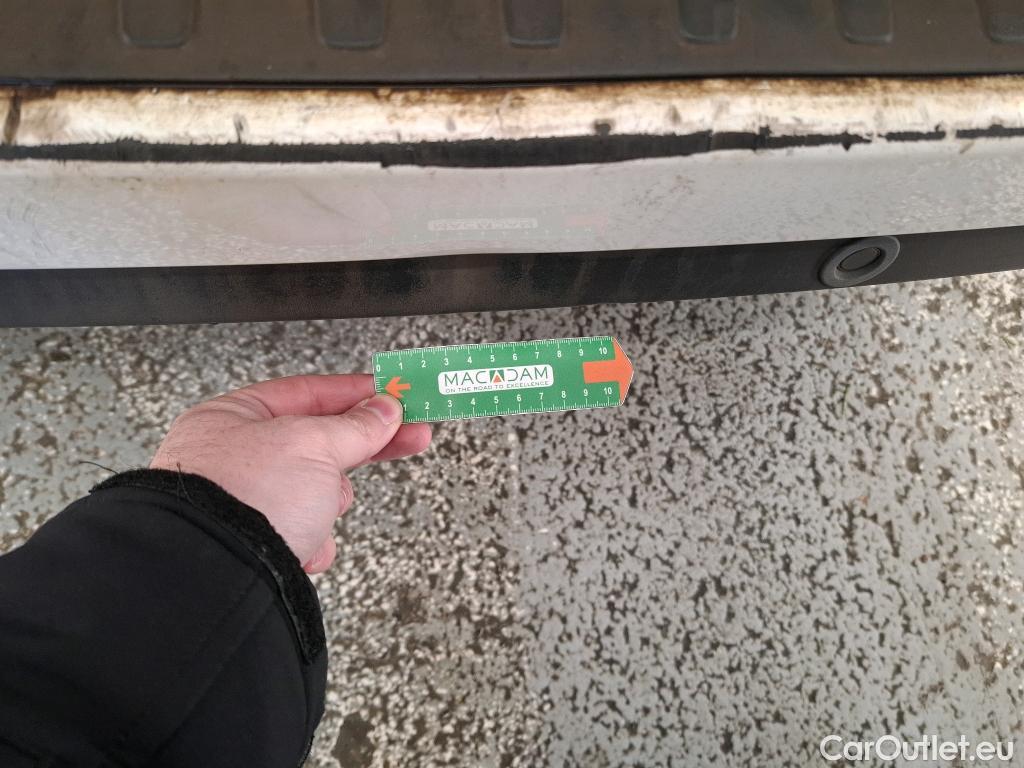 0 1 2 3 4 5 6 7 8 9 10
MACADAM
ON THE ROAD TO EXCELLENCE
2 3 4 5 6 7 8 9 10
CarOutlet.eu